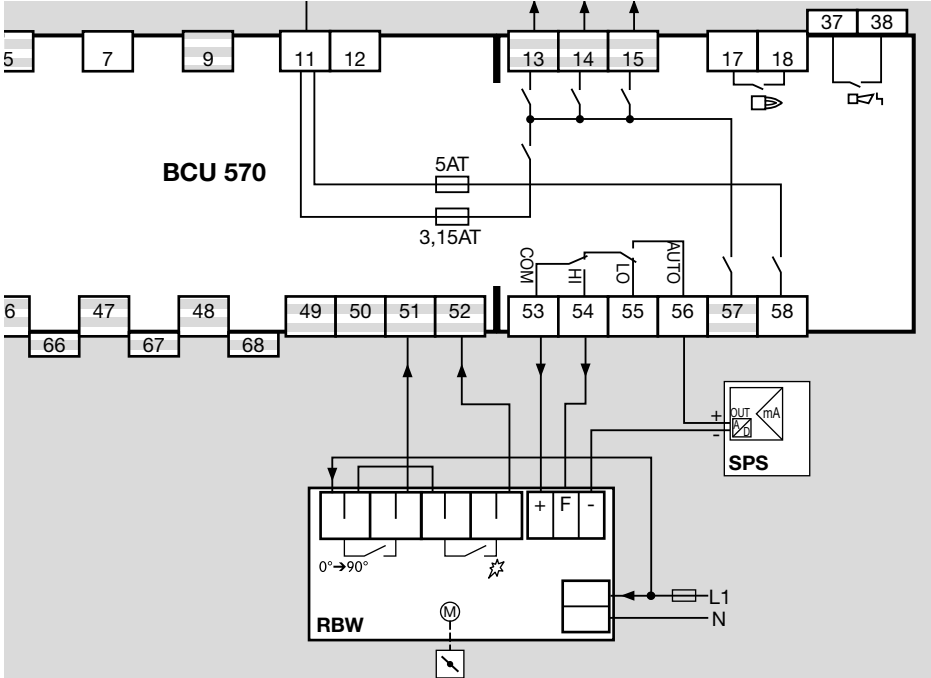 37 38
5 7 9 11 12 13 14 15 17 18
BCU 570
5AT
3,15AT
COM
HI
LO
AUTO
6 47 48 49 50 51 52 53 54 55 56 57 58
66 67 68
+
-
OUT
A/D
mA
SPS
+ F -
0°→90°
RBW
M
L1
N